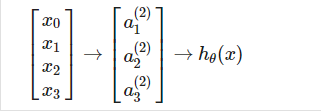 [x0 x1 x2 x3] → [a₁⁽²⁾ a₂⁽²⁾ a₃⁽²⁾] → hθ(x)